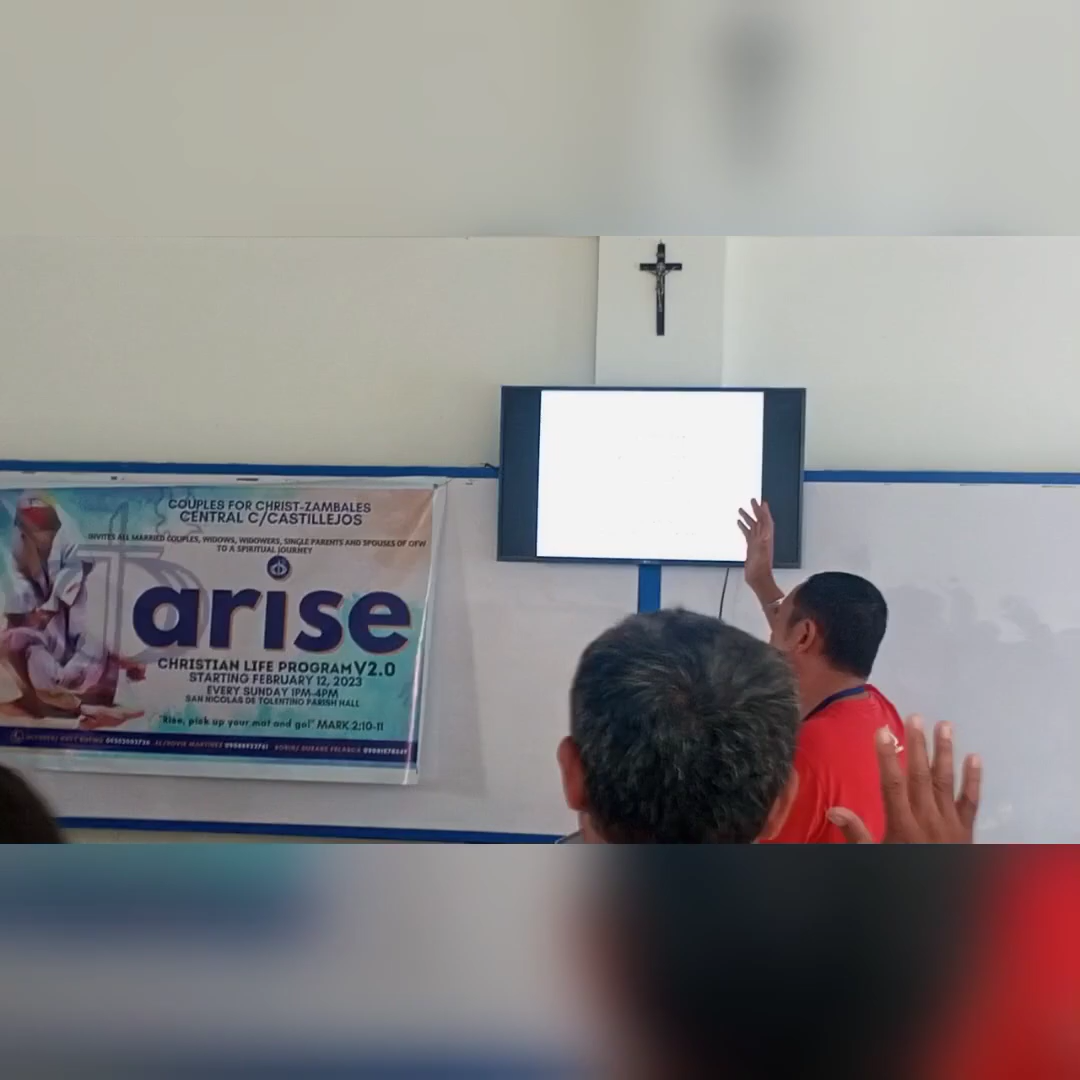 COUPLES FOR CHRIST-ZAMBALES
CENTRAL C/CASTILLEJOS
INVITES ALL MARRIED COUPLES, WIDOWS, WIDOWERS, SINGLE PARENTS AND SPOUSES OF OFW
TO A SPIRITUAL JOURNEY
arise
CHRISTIAN LIFE PROGRAM V2.0
STARTING FEBRUARY 12, 2023
EVERY SUNDAY 1PM-4PM
SAN NICOLAS DE TOLENTINO PARISH HALL
"Rise, pick up your mat and go!" MARK 2:10-11
MARTINEZ